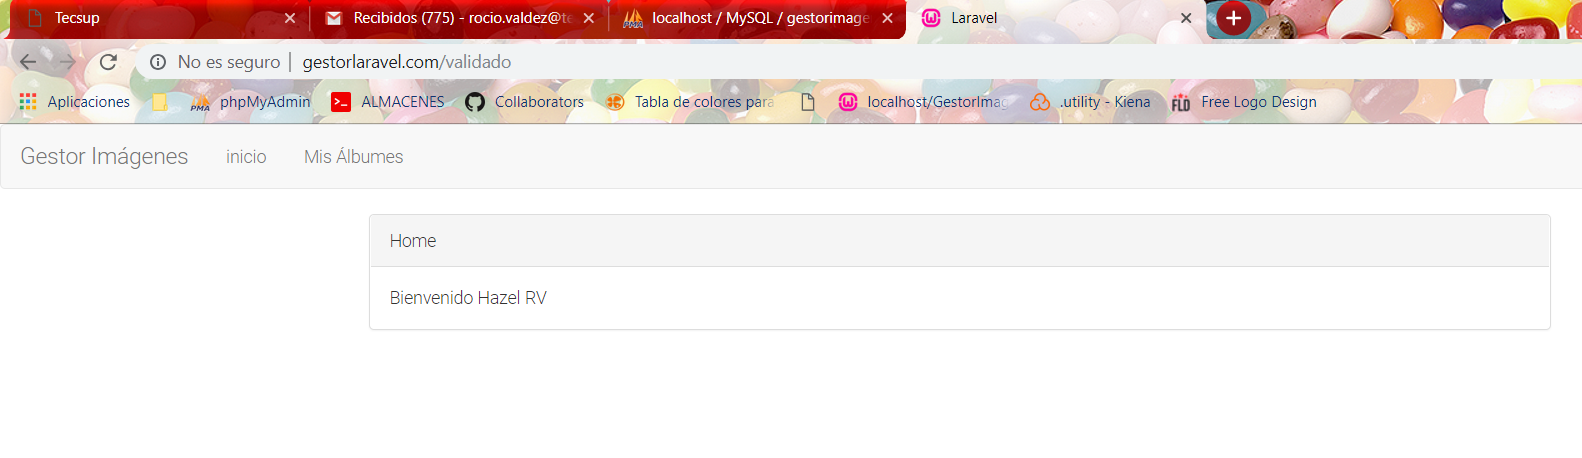 Tecsup
Recibidos (775) - rocio.valdez@te
localhost / MySQL / gestorimage
Laravel
No es seguro | gestorlaravel.com/validado
Aplicaciones
phpMyAdmin
ALMACENES
Collaborators
Tabla de colores para
localhost/GestorImag
.utility - Kiena
FLD
Free Logo Design
Gestor Imágenes
inicio
Mis Álbumes
Home
Bienvenido Hazel RV